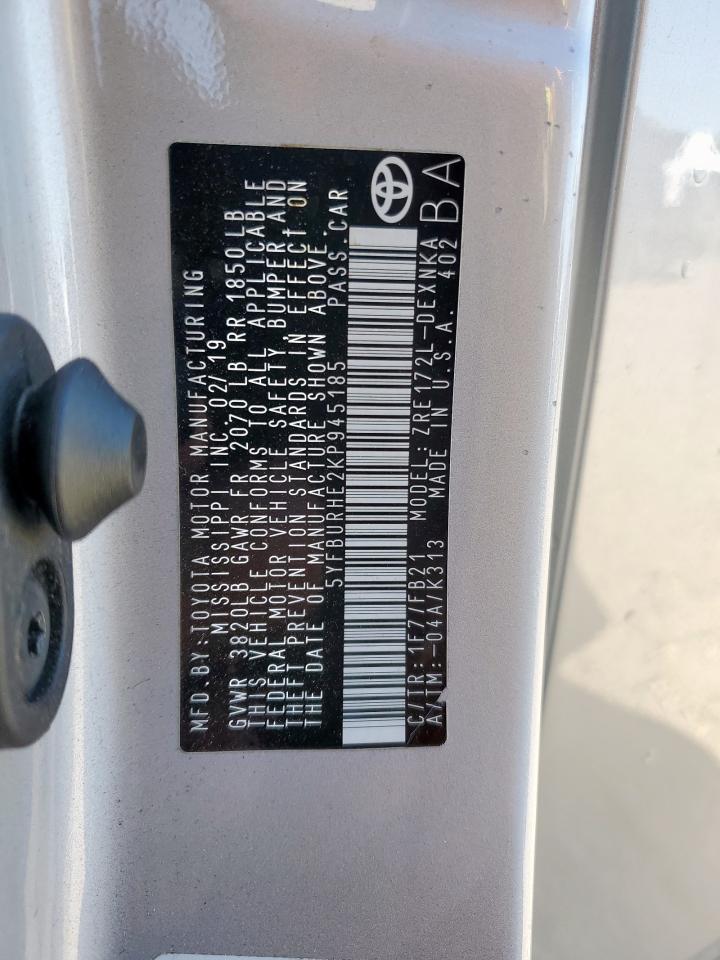 MFD.BY:TOYOTA MOTOR MANUFACTURING
MISSISSIPPI INC. 02/19
GVWR 3820LB GAWR FR 2070 LB RR 1850LB
THIS VEHICLE CONFORMS TO ALL APPLICABLE
FEDERAL MOTOR VEHICLE SAFETY, BUMPER AND
THEFT PREVENTION STANDARDS IN EFFECT ON
THE DATE OF MANUFACTURE SHOWN ABOVE.
5YFBURHE2KP945185 PASS.CAR
C/TR:1F7/FB21 MODEL:ZRE172L-DEXNKA
A/TM:-04A/K313 MADE IN U.S.A. 402 BA